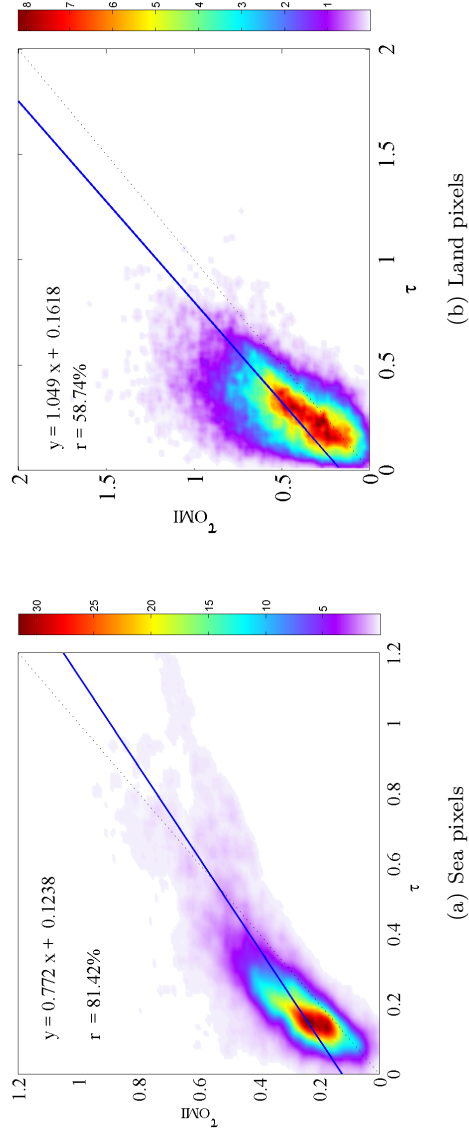 y = 0.772 x + 0.1238
r = 81.42%
1.2
1
0.8
0.6
0.4
0.2
0
τOMI
0 0.2 0.4 0.6 0.8 1 1.2
τ
30
25
20
15
10
5
(a) Sea pixels
y = 1.049 x + 0.1618
r = 58.74%
2
1.5
1
0.5
0
τOMI
0 0.5 1 1.5 2
τ
8
7
6
5
4
3
2
1
(b) Land pixels